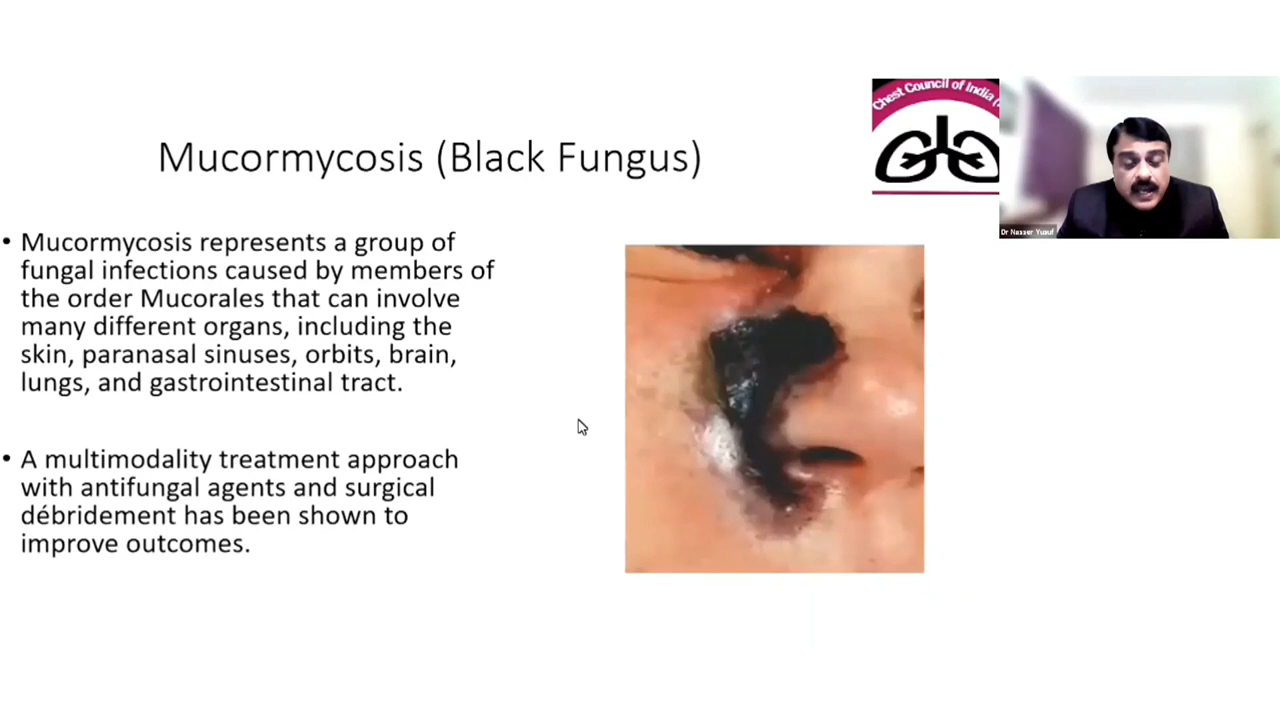 Chest Council of India (
Mucormycosis (Black Fungus)
Dr Nasser Yusuf
• Mucormycosis represents a group of
fungal infections caused by members of
the order Mucorales that can involve
many different organs, including the
skin, paranasal sinuses, orbits, brain,
lungs, and gastrointestinal tract.
• A multimodality treatment approach
with antifungal agents and surgical
débridement has been shown to
improve outcomes.